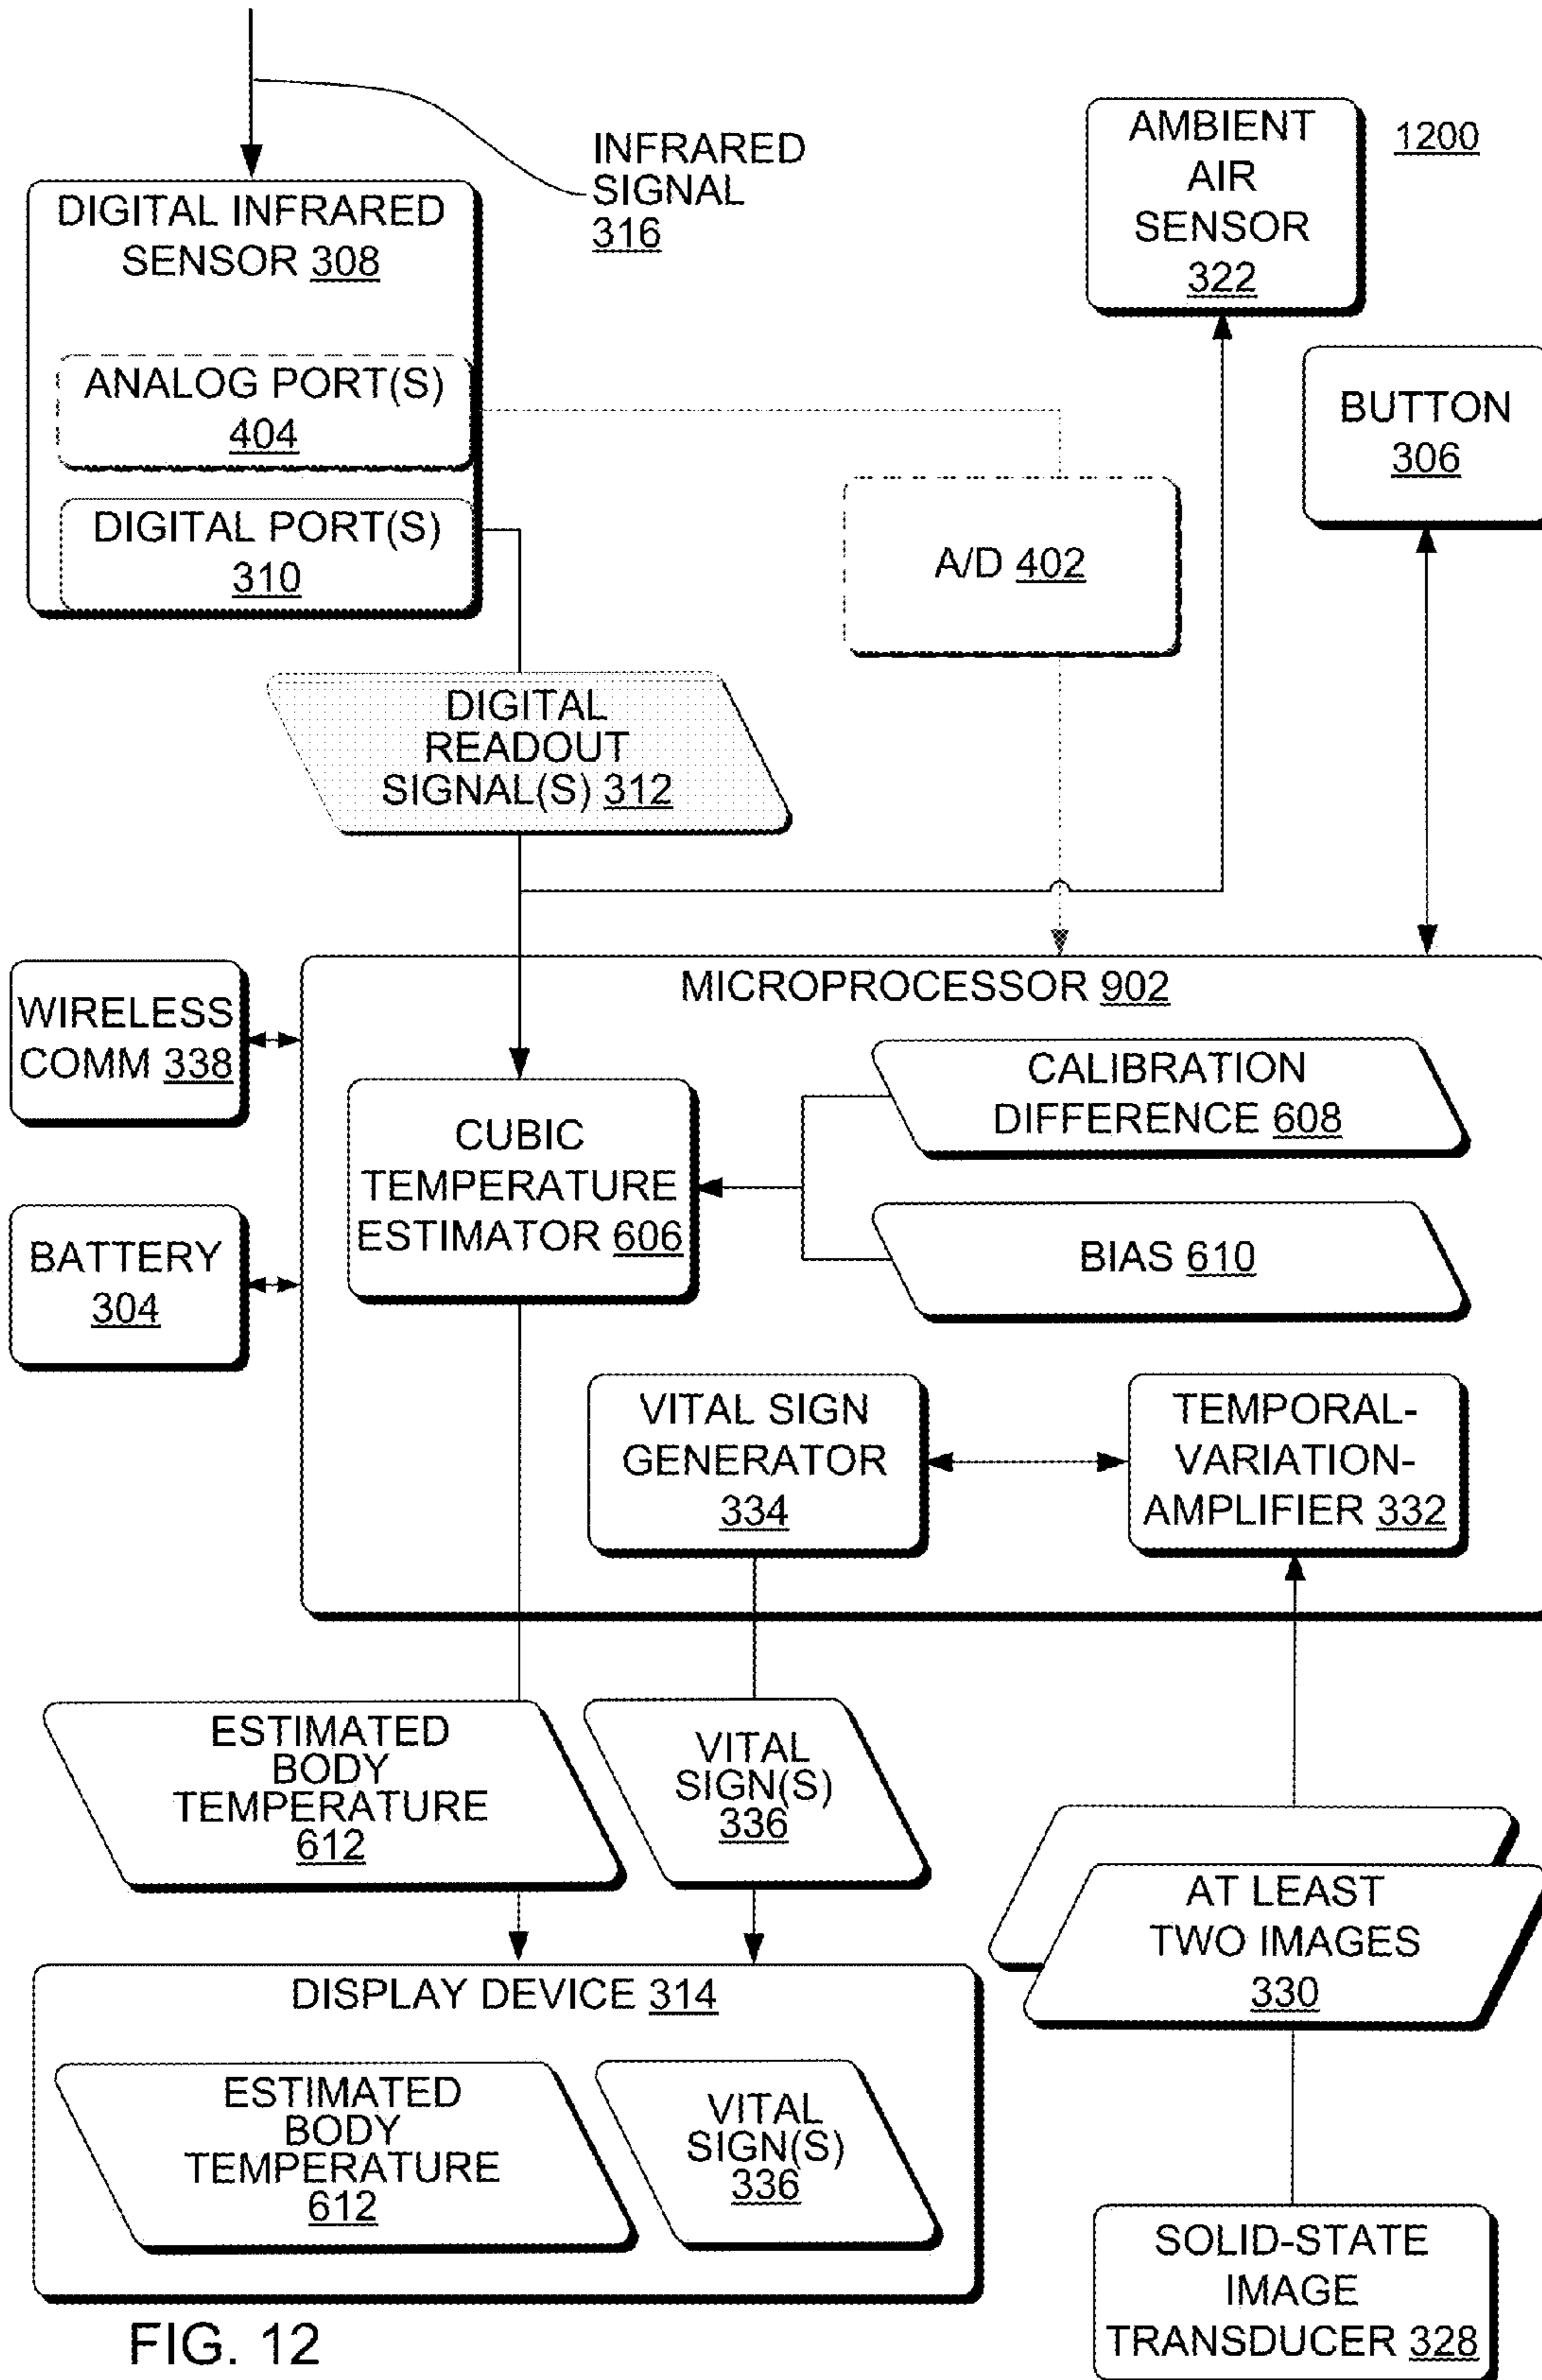 INFRARED
SIGNAL
316
AMBIENT
AIR
SENSOR
322
1200
DIGITAL INFRARED
SENSOR 308
ANALOG PORT(S)
404
DIGITAL PORT(S)
310
A/D 402
BUTTON
306
DIGITAL
READOUT
SIGNAL(S) 312
MICROPROCESSOR 902
WIRELESS
COMM 338
BATTERY
304
CUBIC
TEMPERATURE
ESTIMATOR 606
CALIBRATION
DIFFERENCE 608
BIAS 610
VITAL SIGN
GENERATOR
334
TEMPORAL-
VARIATION-
AMPLIFIER 332
ESTIMATED
BODY
TEMPERATURE
612
VITAL
SIGN(S)
336
AT LEAST
TWO IMAGES
330
DISPLAY DEVICE 314
ESTIMATED
BODY
TEMPERATURE
612
VITAL
SIGN(S)
336
SOLID-STATE
IMAGE
TRANSDUCER 328
FIG. 12